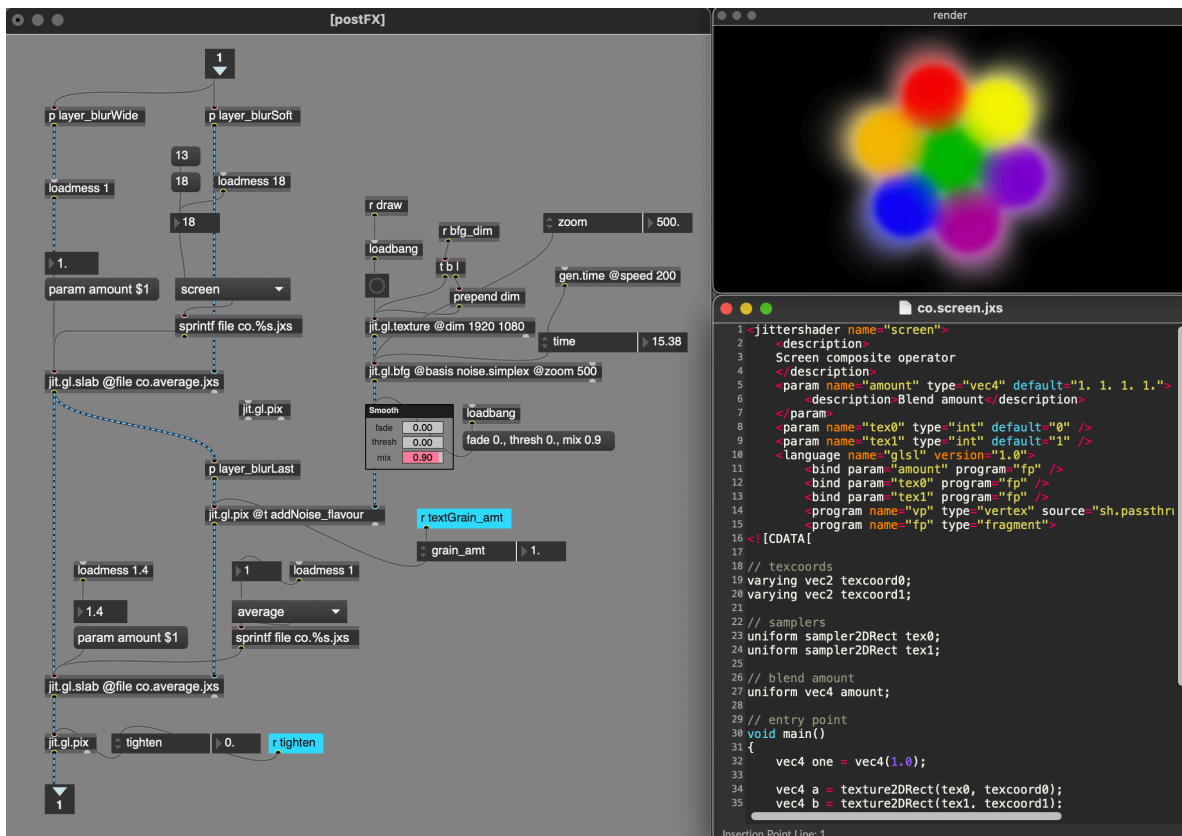 [postFX]
1
p layer_blurWide
p layer_blurSoft
13
18
loadmess 18
loadmess 1
18
r draw
r bfg_dim
zoom
500.
loadbang
t b l
1.
gen.time @speed 200
param amount $1
screen
prepend dim
sprintf file co.%s.jxs
jit.gl.texture @dim 1920 1080
time
15.38
jit.gl.slab @file co.average.jxs
jit.gl.bfg @basis noise.simplex @zoom 500
jit.gl.pix
Smooth
fade
0.00
thresh
0.00
mix
0.90
loadbang
fade 0., thresh 0., mix 0.9
p layer_blurLast
jit.gl.pix @t addNoise_flavour
r textGrain_amt
grain_amt
1.
loadmess 1.4
1
loadmess 1
1.4
average
param amount $1
sprintf file co.%s.jxs
jit.gl.slab @file co.average.jxs
jit.gl.pix
tighten
0.
r tighten
1
render
co.screen.jxs
1 <jittershader name="screen">
2 <description>
3 Screen composite operator
4 </description>
5 <param name="amount" type="vec4" default="1. 1. 1. 1.">
6 <description>Blend amount</description>
7 </param>
8 <param name="tex0" type="int" default="0" />
9 <param name="tex1" type="int" default="1" />
10 <language name="glsl" version="1.0">
11 <bind param="amount" program="fp" />
12 <bind param="tex0" program="fp" />
13 <bind param="tex1" program="fp" />
14 <program name="vp" type="vertex" source="sh.passthru
15 <program name="fp" type="fragment">
16 <![CDATA[
17
18 // texcoords
19 varying vec2 texcoord0;
20 varying vec2 texcoord1;
21
22 // samplers
23 uniform sampler2DRect tex0;
24 uniform sampler2DRect tex1;
25
26 // blend amount
27 uniform vec4 amount;
28
29 // entry point
30 void main()
31 {
32 vec4 one = vec4(1.0);
33
34 vec4 a = texture2DRect(tex0, texcoord0);
35 vec4 b = texture2DRect(tex1, texcoord1);
Insertion Point Line: 1